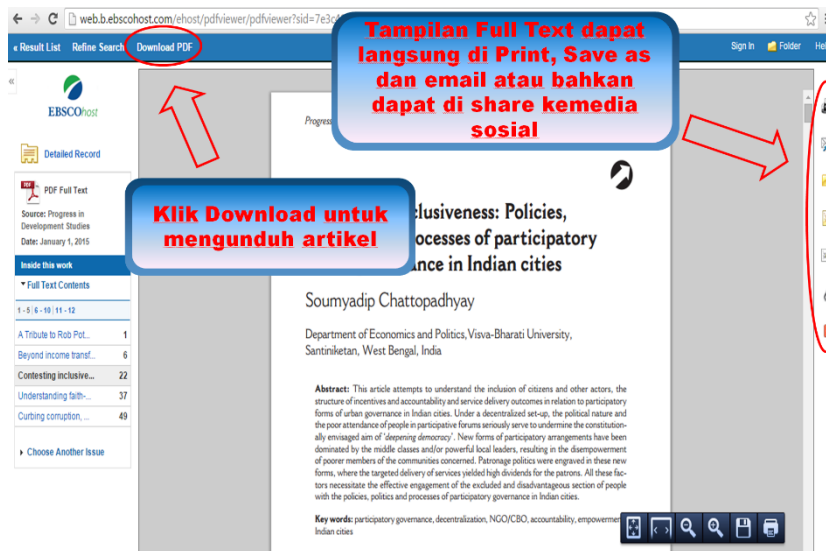 web.b.ebscohost.com/ehost/pdfviewer/pdfviewer?sid=7e3c
« Result List Refine Search Download PDF
Sign In Folder
Tampilan Full Text dapat
langsung di Print, Save as
dan email atau bahkan
dapat di share kemedia
sosial
«
EBSCOhost
Detailed Record
PDF Full Text
Source: Progress in
Development Studies
Date: January 1, 2015
Inside this work
Full Text Contents
1 - 5 | 6 - 10 | 11 - 12
A Tribute to Rob Pot... 1
Beyond income transf... 6
Contesting inclusive... 22
Understanding faith-... 37
Curbing corruption, ... 49
Choose Another Issue
Klik Download untuk
mengunduh artikel
Progress
clusiveness: Policies,
ocesses of participatory
ance in Indian cities
Soumyadip Chattopadhyay
Department of Economics and Politics, Visva-Bharati University,
Santiniketan, West Bengal, India
Abstract: This article attempts to understand the inclusion of citizens and other actors, the
structure of incentives and accountability and service delivery outcomes in relation to participatory
forms of urban governance in Indian cities. Under a decentralized set-up, the political nature and
the poor attendance of people in participative forums seriously serve to undermine the constitution-
ally envisaged aim of 'deepening democracy'. New forms of participatory arrangements have been
dominated by the middle classes and/or powerful local leaders, resulting in the disempowerment
of poorer members of the communities concerned. Patronage politics were engraved in these new
forms, where the targeted delivery of services yielded high dividends for the patrons. All these fac-
tors necessitate the effective engagement of the excluded and disadvantageous section of people
with the policies, politics and processes of participatory governance in Indian cities.
Key words: participatory governance, decentralization, NGO/CBO, accountability, empowermen
Indian cities